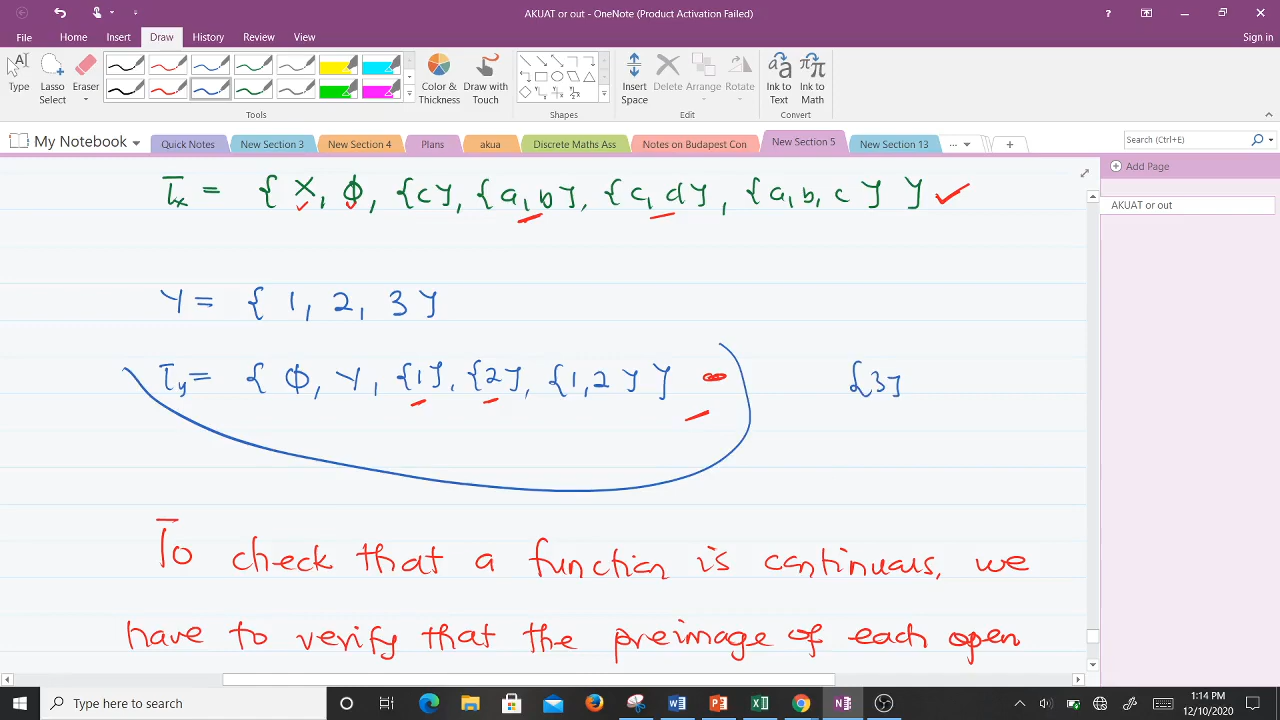 AKUAT or out - OneNote (Product Activation Failed)
Sign in
File Home Insert Draw History Review View
Type
Lasso Select
Eraser
Color & Thickness
Draw with Touch
Insert Space
Delete
Arrange
Rotate
Ink to Text
Ink to Math
Tools
Shapes
Edit
Convert
My Notebook
Quick Notes
New Section 3
New Section 4
Plans
akua
Discrete Maths Ass
Notes on Budapest Con
New Section 5
New Section 13
...
Search (Ctrl+E)
Add Page
AKUAT or out
τx = { X, ϕ, {c}, {a, b}, {c, d}, {a, b, c} }
Y = { 1, 2, 3 }
τy = { ϕ, Y, {1}, {2}, {1,2} }
{3}
To check that a function is continuous, we
have to verify that the preimage of each open
Type here to search
1:14 PM
12/10/2020